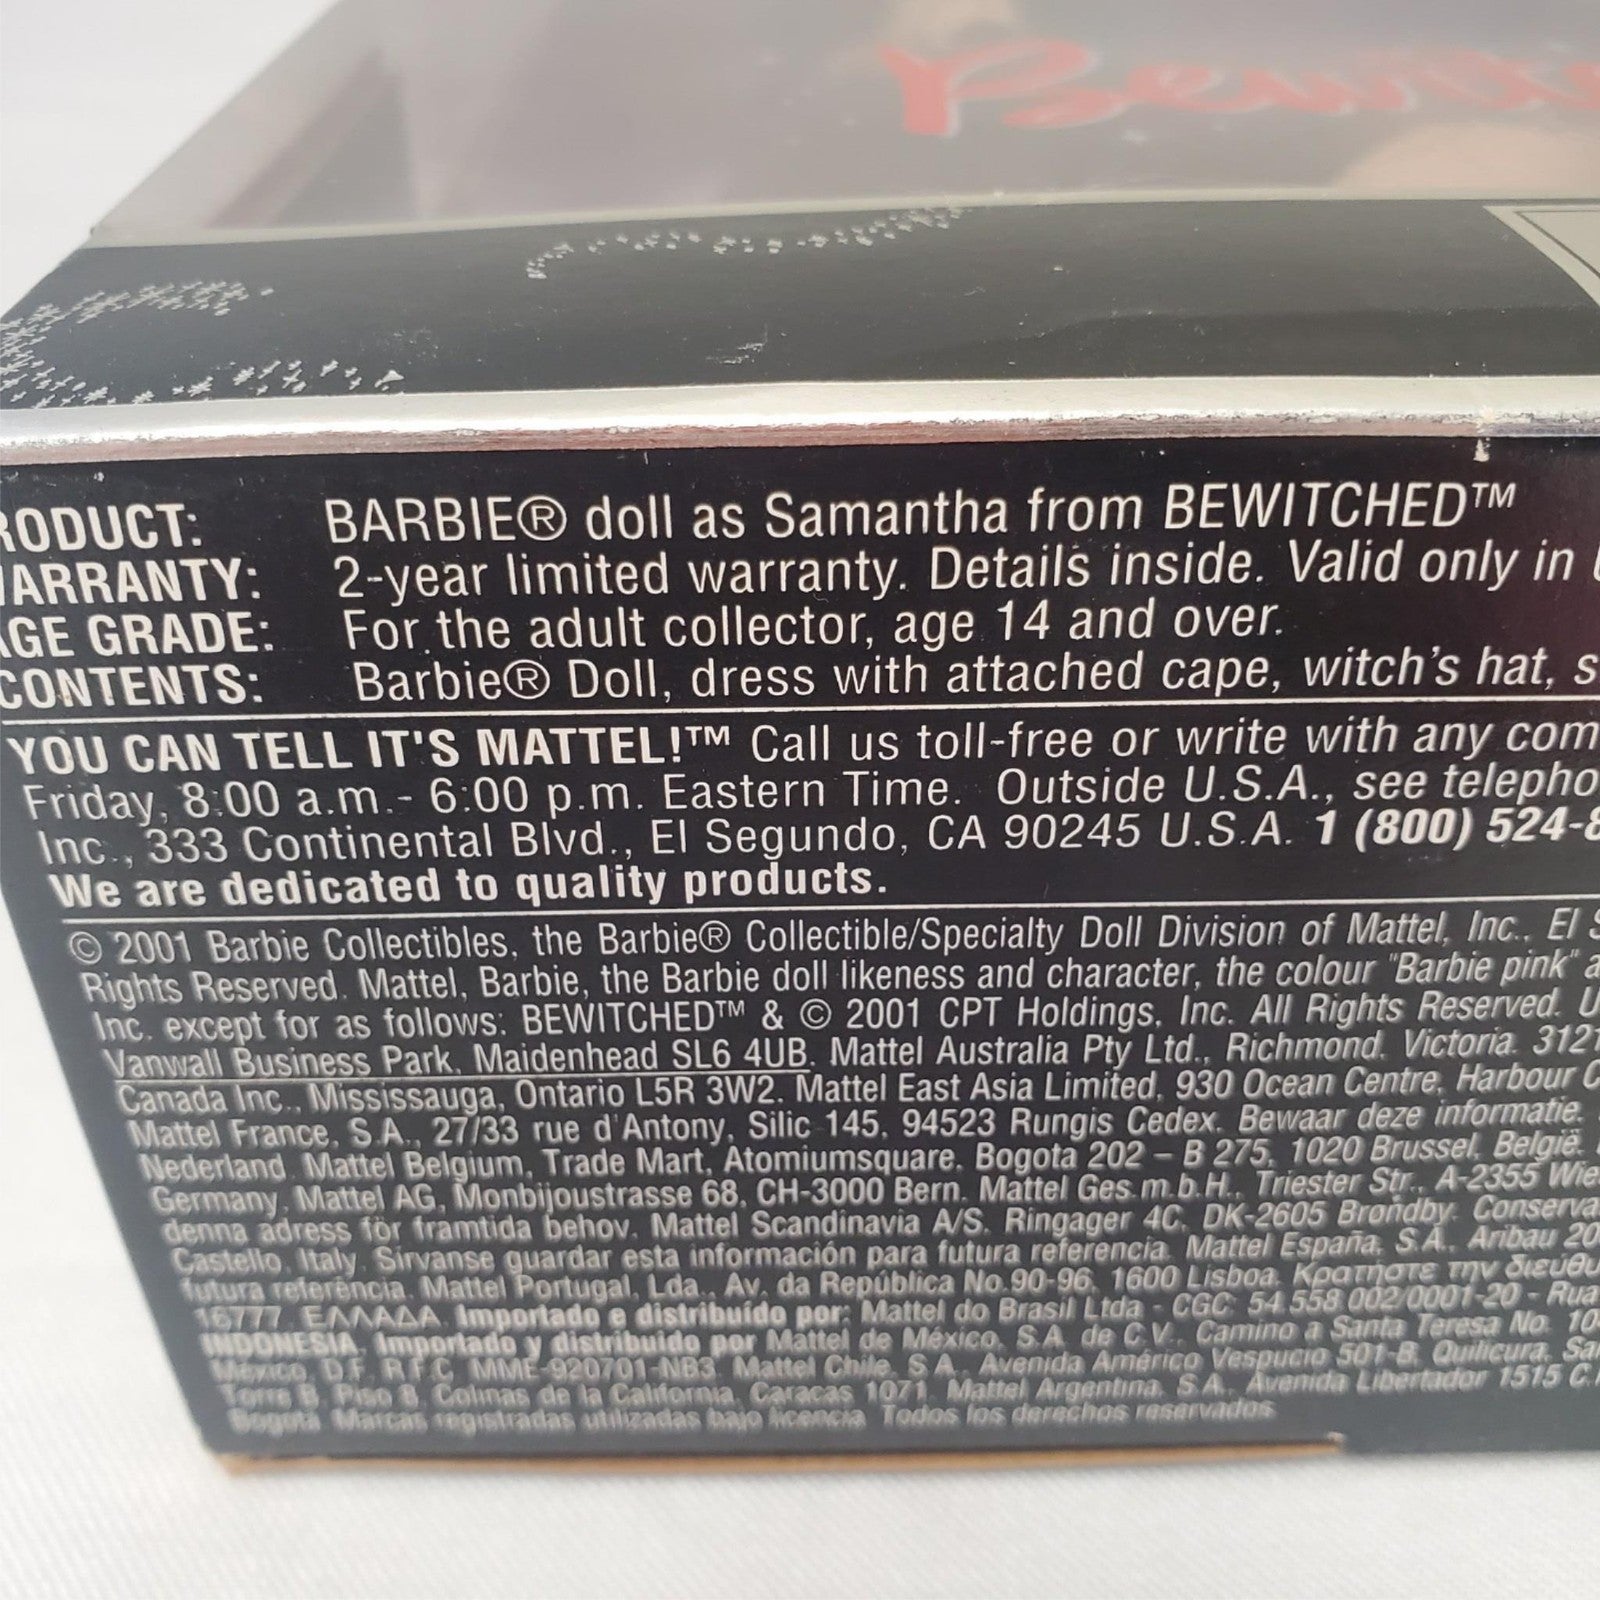 Bewit
RODUCT: BARBIE® doll as Samantha from BEWITCHED™
ARRANTY: 2-year limited warranty. Details inside. Valid only in
AGE GRADE: For the adult collector, age 14 and over.
CONTENTS: Barbie® Doll, dress with attached cape, witch's hat, s
YOU CAN TELL IT'S MATTEL!™ Call us toll-free or write with any com
Friday, 8:00 a.m.- 6:00 p.m. Eastern Time. Outside U.S.A., see telepho
Inc., 333 Continental Blvd., El Segundo, CA 90245 U.S.A. 1 (800) 524-8
We are dedicated to quality products.
© 2001 Barbie Collectibles, the Barbie® Collectible/Specialty Doll Division of Mattel, Inc., El S
Rights Reserved. Mattel, Barbie, the Barbie doll likeness and character, the colour "Barbie pink" a
Inc. except for as follows: BEWITCHED™ & © 2001 CPT Holdings, Inc. All Rights Reserved. U
Vanwall Business Park, Maidenhead SL6 4UB. Mattel Australia Pty Ltd., Richmond, Victoria. 3121
Canada Inc., Mississauga, Ontario L5R 3W2. Mattel East Asia Limited, 930 Ocean Centre, Harbour C
Mattel France, S.A., 27/33 rue d'Antony, Silic 145, 94523 Rungis Cedex. Bewaar deze informatie.
Nederland. Mattel Belgium, Trade Mart, Atomiumsquare, Bogota 202 – B 275, 1020 Brussel, België.
Germany, Mattel AG, Monbijoustrasse 68, CH-3000 Bern. Mattel Ges.m.b.H., Triester Str., A-2355 Wie
denna adress för framtida behov. Mattel Scandinavia A/S, Ringager 4C, DK-2605 Brøndby. Conserva
Castello, Italy. Sírvanse guardar esta información para futura referencia. Mattel España, S.A., Aribau 20
futura referência. Mattel Portugal, Lda., Av. da República No.90-96, 1600 Lisboa. Κρατήστε την διεύθυ
16777, ΕΛΛΑΔΑ. Importado e distribuído por: Mattel do Brasil Ltda - CGC: 54.558.002/0001-20 - Rua
INDONESIA. Importado y distribuido por Mattel de México, S.A. de C.V., Camino a Santa Teresa No. 104
México, D.F. R.F.C. MME-920701-NB3. Mattel Chile, S.A., Avenida Américo Vespucio 501-B, Quilicura, Sa
Torre B, Piso 8, Colinas de la California, Caracas 1071. Mattel Argentina, S.A., Avenida Libertador 1515 C.
Bogotá. Marcas registradas utilizadas bajo licencia. Todos los derechos reservados.